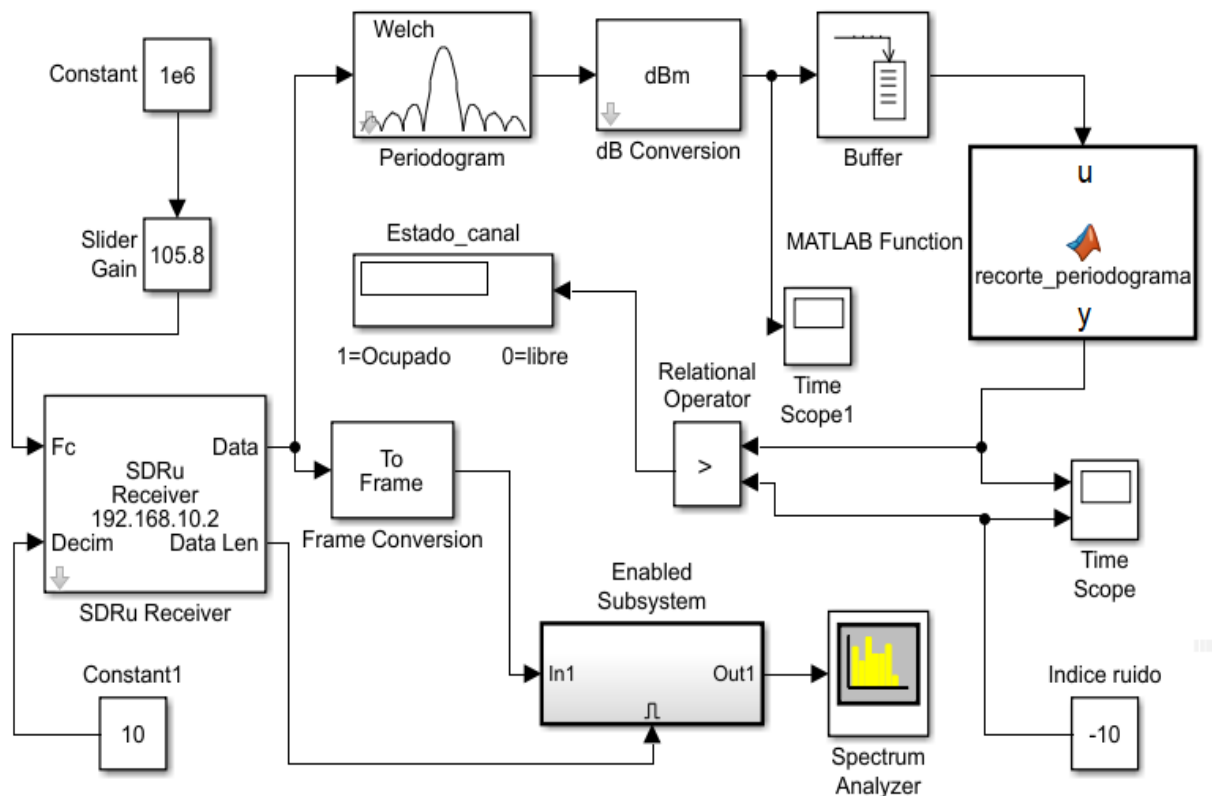 Constant
1e6
Welch
Periodogram
dBm
dB Conversion
Buffer
Slider
Gain
105.8
Estado_canal
1=Ocupado
0=libre
MATLAB Function
u
recorte_periodograma
y
Time
Scope1
Relational
Operator
>
Fc
Data
SDRu
Receiver
192.168.10.2
Decim
Data Len
SDRu Receiver
To
Frame
Frame Conversion
Time
Scope
Enabled
Subsystem
In1
Out1
Spectrum
Analyzer
Constant1
10
Indice ruido
-10